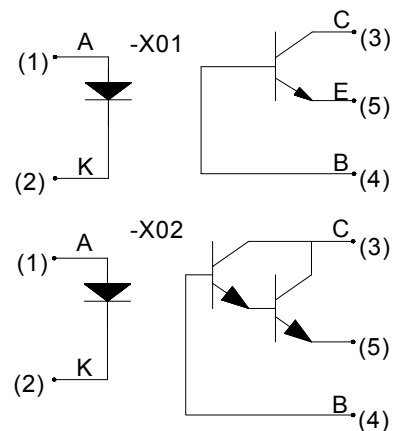 A -X01 C
(1) (3)
E
(5)
K B
(2) (4)
A -X02 C
(1) (3)
(5)
K
(2) B
(4)